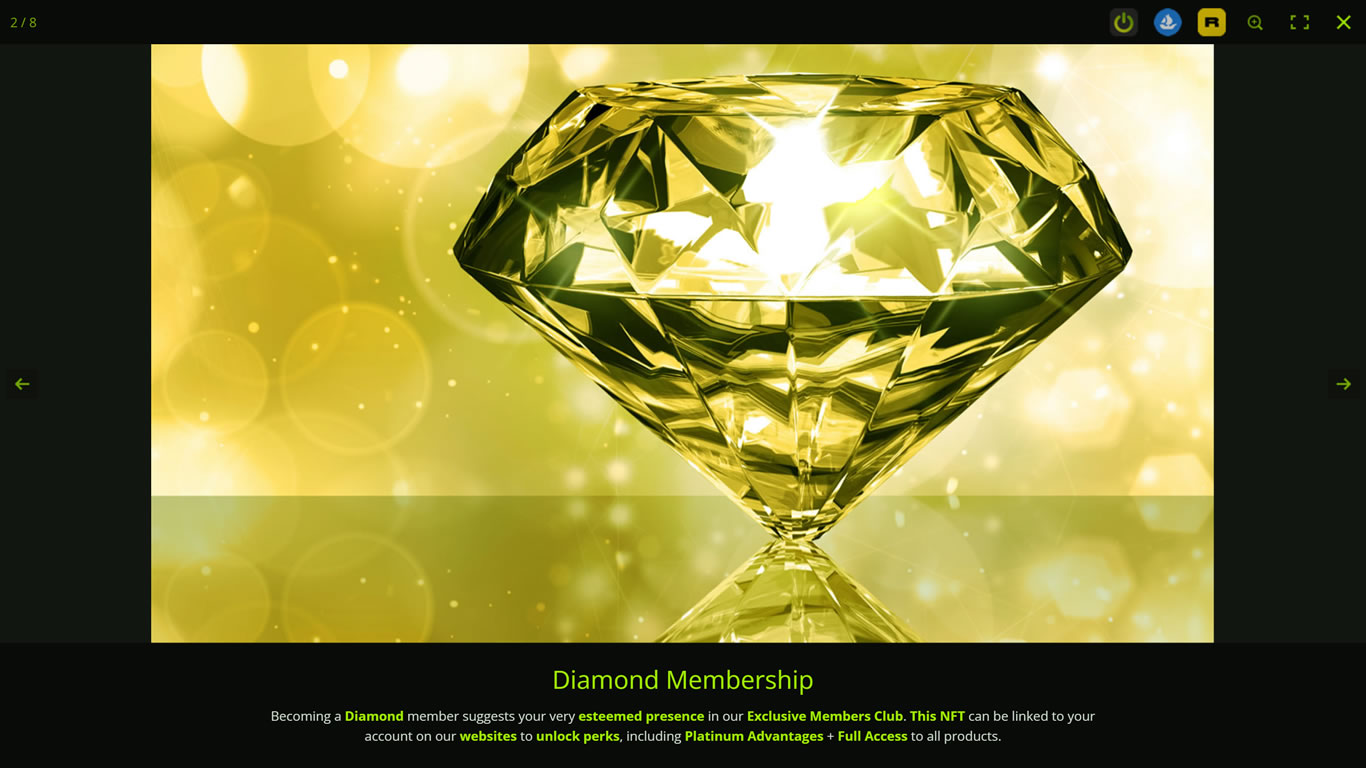 2 / 8
R
Diamond Membership
Becoming a Diamond member suggests your very esteemed presence in our Exclusive Members Club. This NFT can be linked to your
account on our websites to unlock perks, including Platinum Advantages + Full Access to all products.